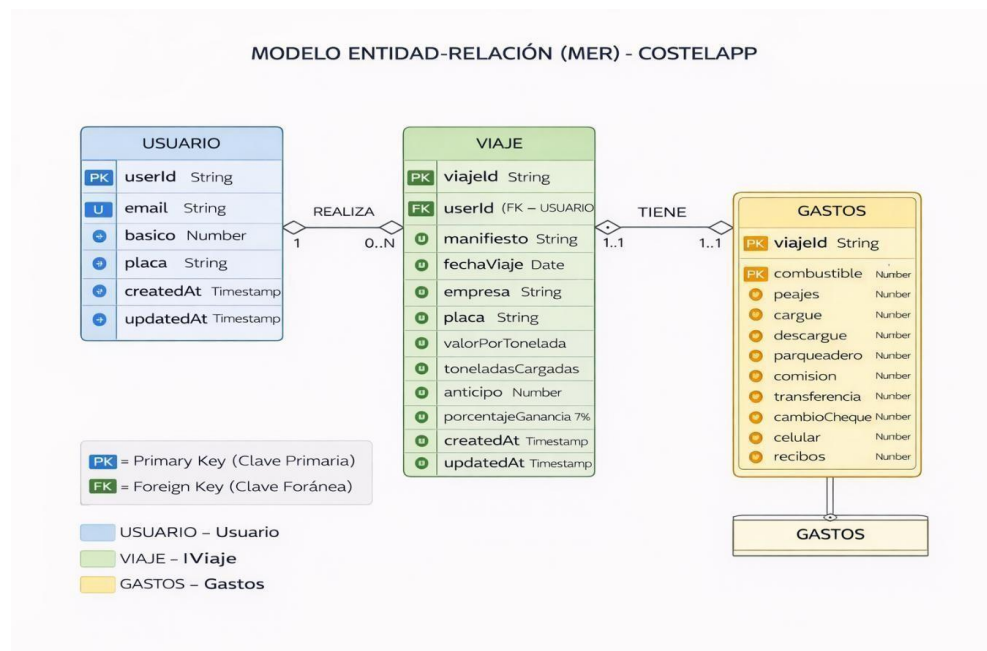 MODELO ENTIDAD-RELACIÓN (MER) - COSTELAPP
USUARIO
PK userId String
U email String
basico Number
placa String
createdAt Timestamp
updatedAt Timestamp
REALIZA
1 0..N
VIAJE
PK viajeId String
FK userId (FK – USUARIO
manifiesto String
fechaViaje Date
empresa String
placa String
valorPorTonelada
toneladasCargadas
anticipo Number
porcentajeGanancia 7%
createdAt Timestamp
updatedAt Timestamp
TIENE
1..1 1..1
GASTOS
PK viajeId String
PK combustible Number
peajes Number
cargue Number
descargue Number
parqueadero Number
comision Number
transferencia Number
cambioCheque Number
celular Number
recibos Number
GASTOS
PK = Primary Key (Clave Primaria)
FK = Foreign Key (Clave Foránea)
USUARIO – Usuario
VIAJE – IViaje
GASTOS – Gastos